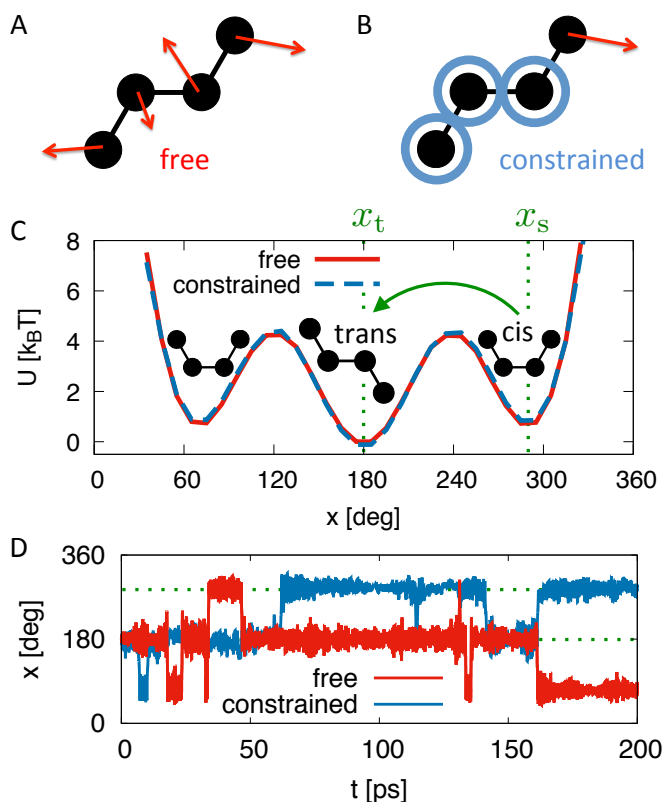 A
B
free
constrained
x_t
x_s
C
8
6
4
2
0
U [k_BT]
free
constrained
trans
cis
0
60
120
180
240
300
360
x [deg]
D
360
180
0
x [deg]
free
constrained
0
50
100
150
200
t [ps]